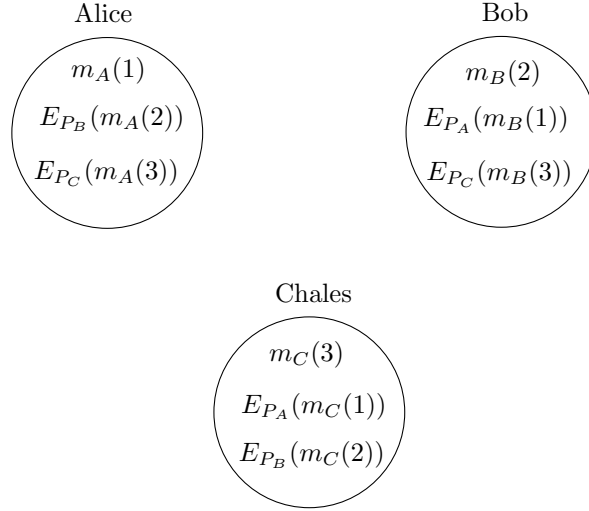 Alice
m_A(1)
E_{P_B}(m_A(2))
E_{P_C}(m_A(3))
Bob
m_B(2)
E_{P_A}(m_B(1))
E_{P_C}(m_B(3))
Chales
m_C(3)
E_{P_A}(m_C(1))
E_{P_B}(m_C(2))